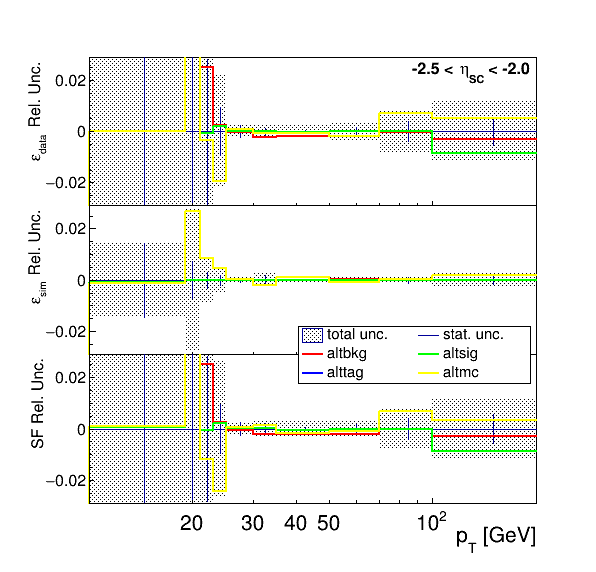 -2.5 < η_SC < -2.0
ε_data Rel. Unc.
0.02
0
−0.02
ε_sim Rel. Unc.
0.02
0
−0.02
total unc. stat. unc.
altbkg altsig
alttag altmc
SF Rel. Unc.
0.02
0
−0.02
20 30 40 50 10²
p_T [GeV]